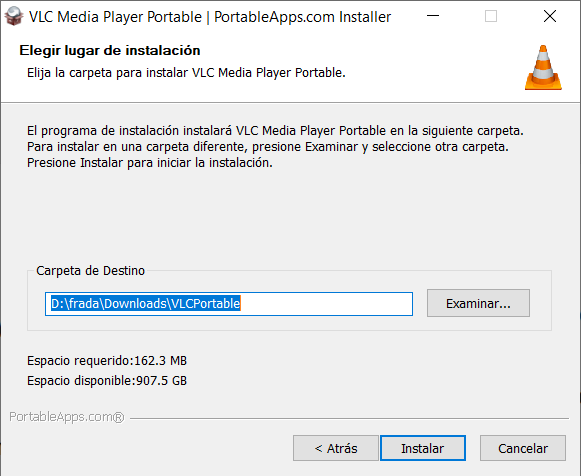 VLC Media Player Portable | PortableApps.com Installer
Elegir lugar de instalación
Elija la carpeta para instalar VLC Media Player Portable.
El programa de instalación instalará VLC Media Player Portable en la siguiente carpeta.
Para instalar en una carpeta diferente, presione Examinar y seleccione otra carpeta.
Presione Instalar para iniciar la instalación.
Carpeta de Destino
D:\frada\Downloads\VLCPortable
Examinar...
Espacio requerido:162.3 MB
Espacio disponible:907.5 GB
PortableApps.com®
< Atrás
Instalar
Cancelar